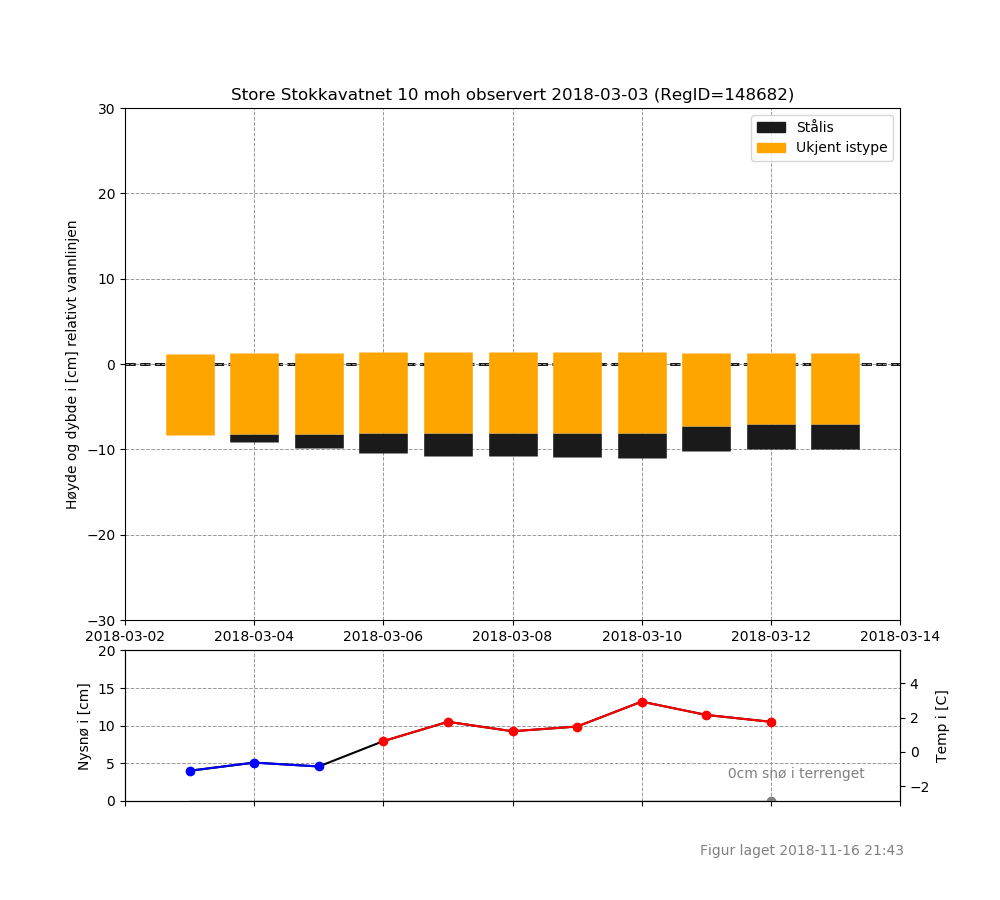 Store Stokkavatnet 10 moh observert 2018-03-03 (RegID=148682)
Stålis
Ukjent istype
Høyde og dybde i [cm] relativt vannlinjen
30
20
10
0
−10
−20
−30
2018-03-02 2018-03-04 2018-03-06 2018-03-08 2018-03-10 2018-03-12 2018-03-14
Nysnø i [cm]
20
15
10
5
0
4
2
0
−2
Temp i [C]
0cm snø i terrenget
Figur laget 2018-11-16 21:43